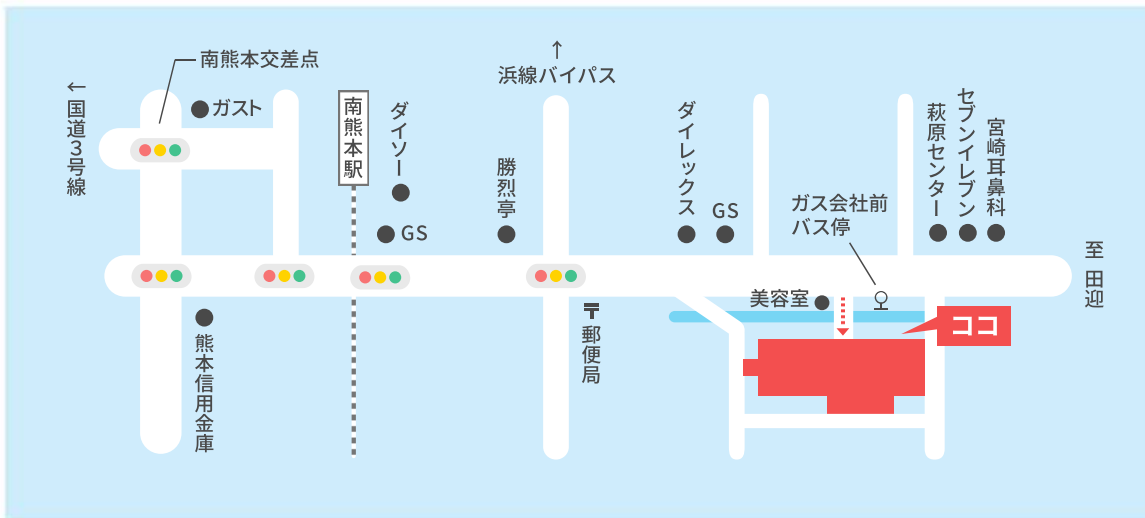 南熊本交差点
←国道3号線
ガスト
南熊本駅
ダイソー
GS
勝烈亭
↑
浜線バイパス
ダイレックス
GS
ガス会社前
バス停
萩原センター
セブンイレブン
宮崎耳鼻科
至 田迎
美容室
ココ
〒郵便局
熊本信用金庫